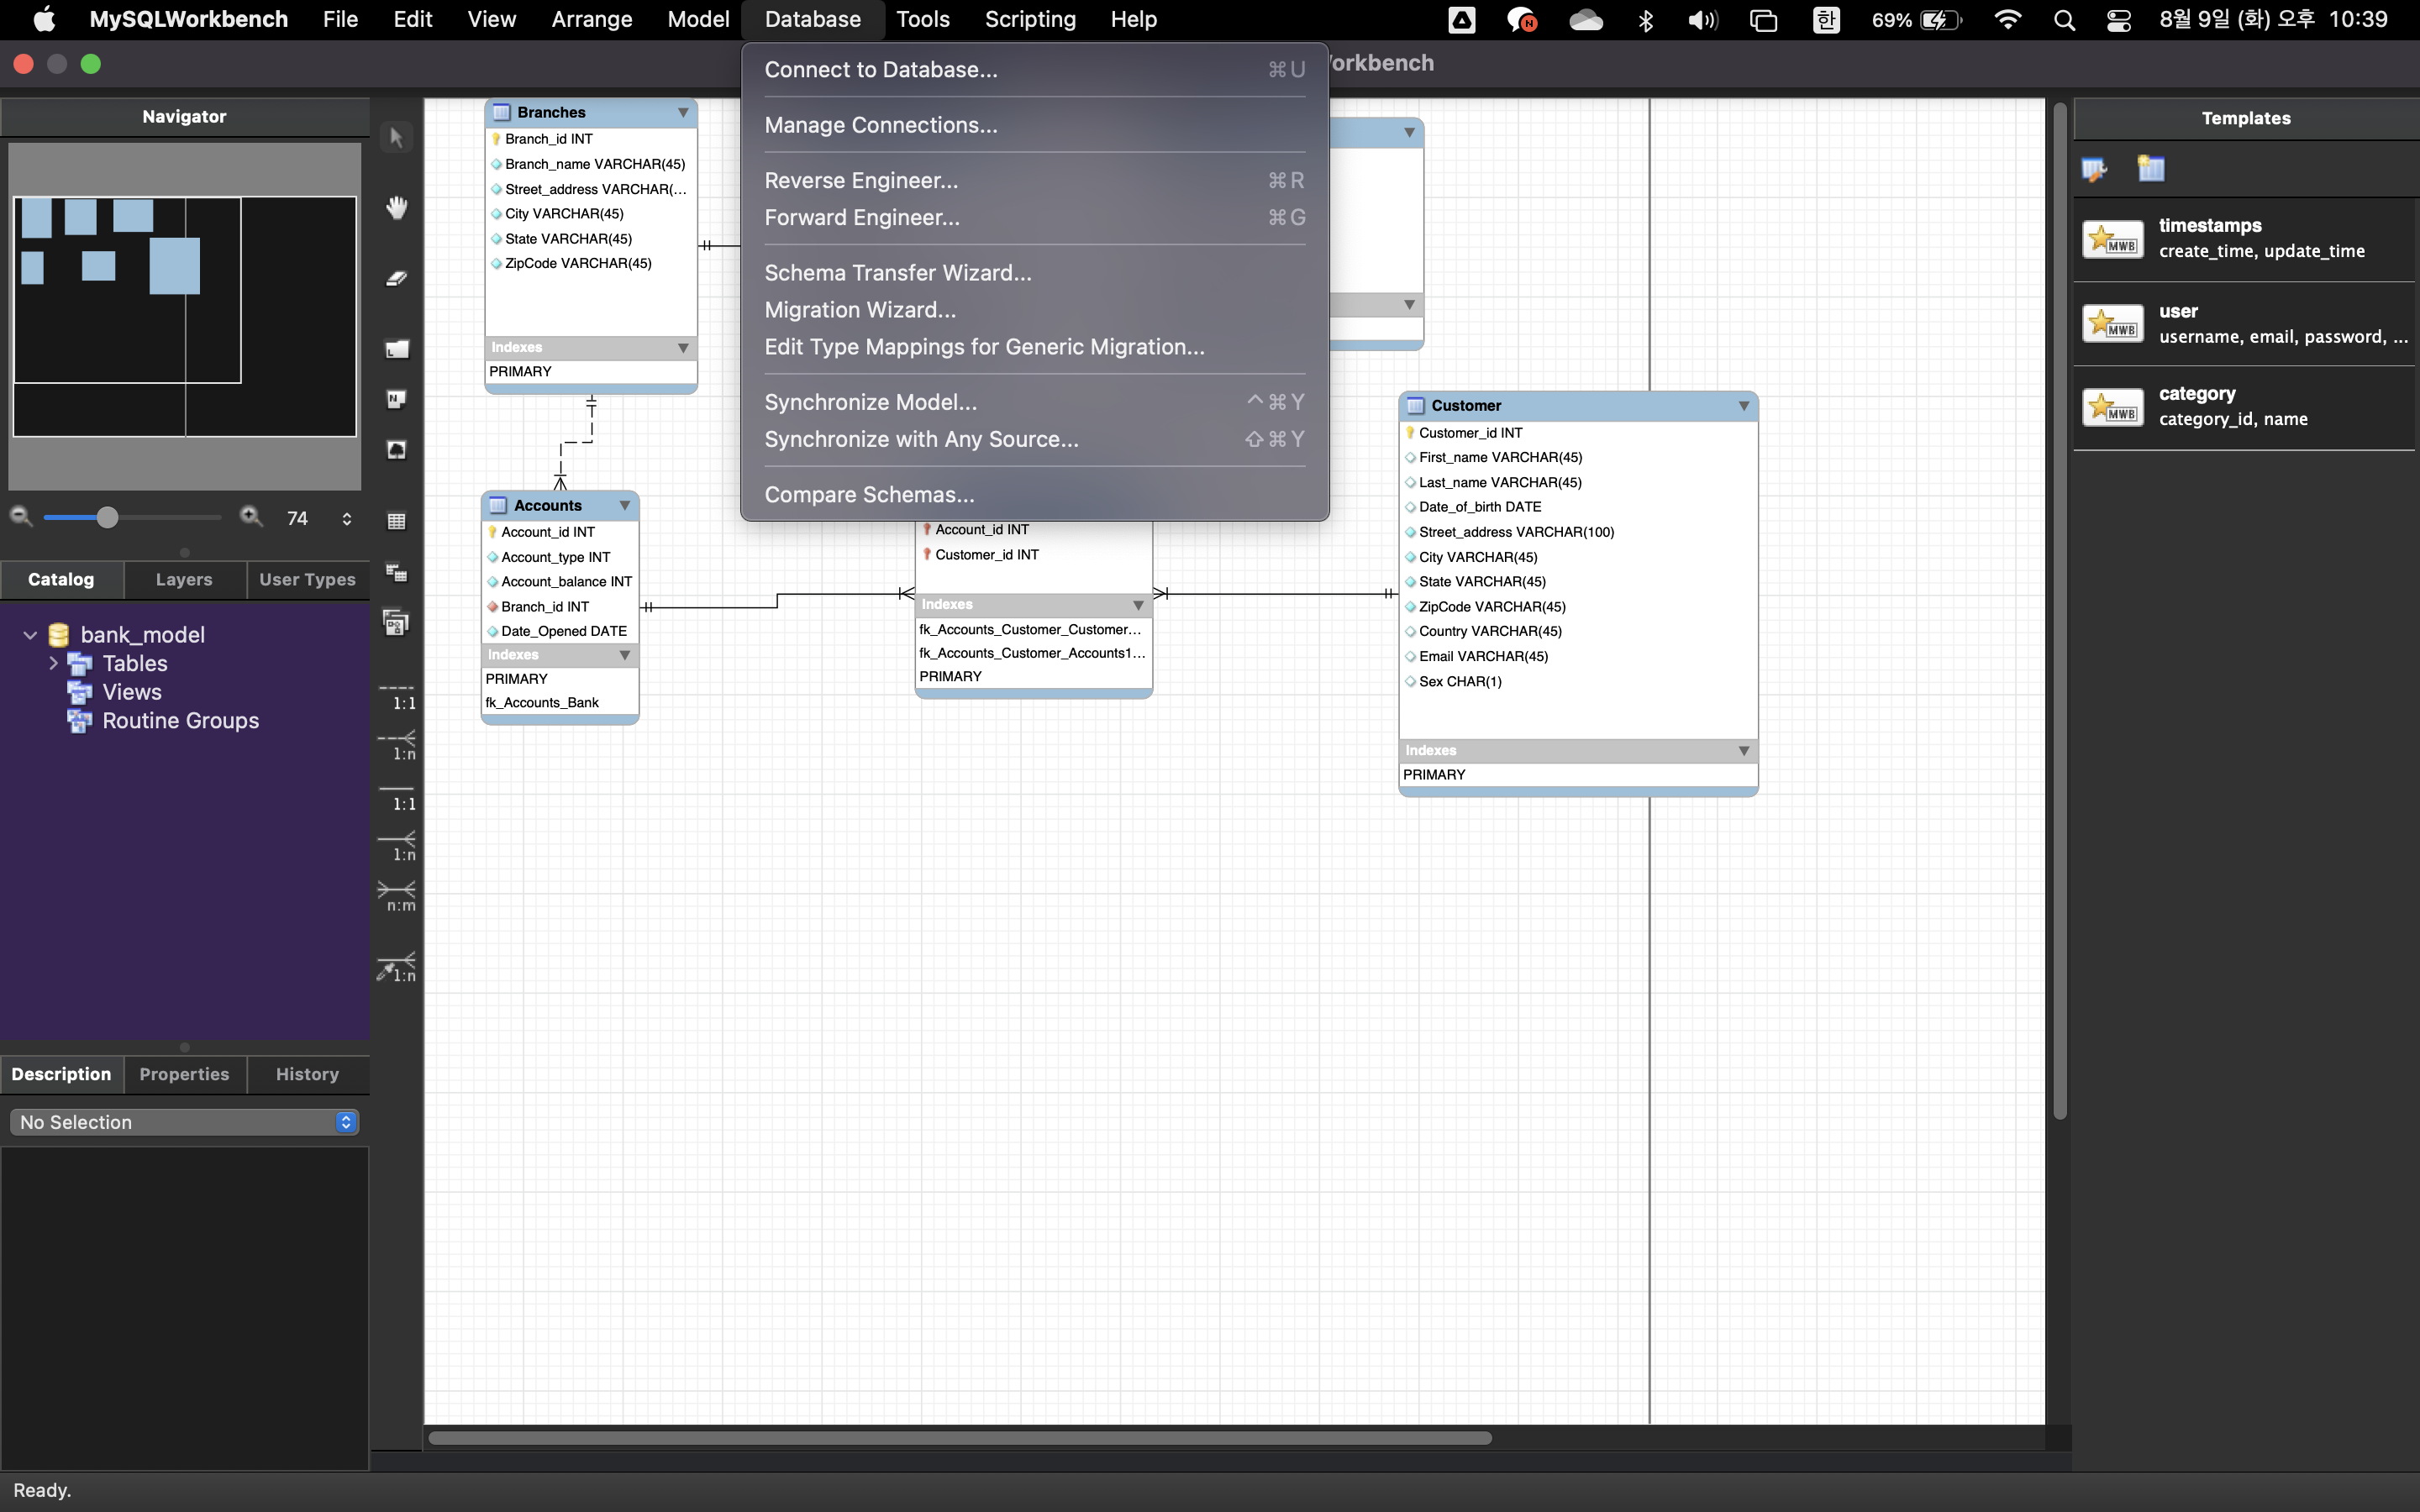 MySQLWorkbench File Edit View Arrange Model Database Tools Scripting Help 한 69% 8월 9일 (화) 오후 10:39
orkbench
Connect to Database... ⌘U
Manage Connections...
Reverse Engineer... ⌘R
Forward Engineer... ⌘G
Schema Transfer Wizard...
Migration Wizard...
Edit Type Mappings for Generic Migration...
Synchronize Model... ^⌘Y
Synchronize with Any Source... ⇧⌘Y
Compare Schemas...
Navigator
74
Catalog Layers User Types
bank_model
Tables
Views
Routine Groups
Description Properties History
No Selection
Ready.
1:1
1:n
1:1
1:n
n:m
1:n
Branches
Branch_id INT
Branch_name VARCHAR(45)
Street_address VARCHAR(...
City VARCHAR(45)
State VARCHAR(45)
ZipCode VARCHAR(45)
Indexes
PRIMARY
Accounts
Account_id INT
Account_type INT
Account_balance INT
Branch_id INT
Date_Opened DATE
Indexes
PRIMARY
fk_Accounts_Bank
Account_id INT
Customer_id INT
Indexes
fk_Accounts_Customer_Customer...
fk_Accounts_Customer_Accounts1...
PRIMARY
Customer
Customer_id INT
First_name VARCHAR(45)
Last_name VARCHAR(45)
Date_of_birth DATE
Street_address VARCHAR(100)
City VARCHAR(45)
State VARCHAR(45)
ZipCode VARCHAR(45)
Country VARCHAR(45)
Email VARCHAR(45)
Sex CHAR(1)
Indexes
PRIMARY
Templates
MWB
timestamps
create_time, update_time
MWB
user
username, email, password, ...
MWB
category
category_id, name